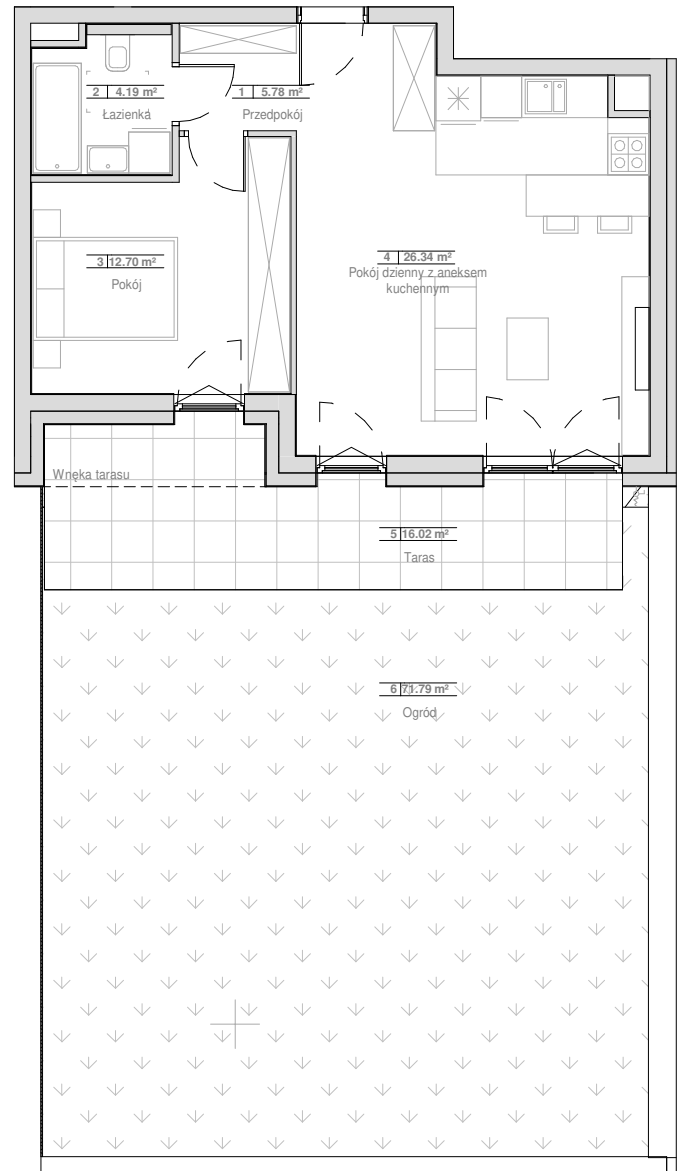 2 4.19 m²
Łazienka
1 5.78 m²
Przedpokój
3 12.70 m²
Pokój
4 26.34 m²
Pokój dzienny z aneksem
kuchennym
Wnęka tarasu
5 16.02 m²
Taras
6 71.79 m²
Ogród